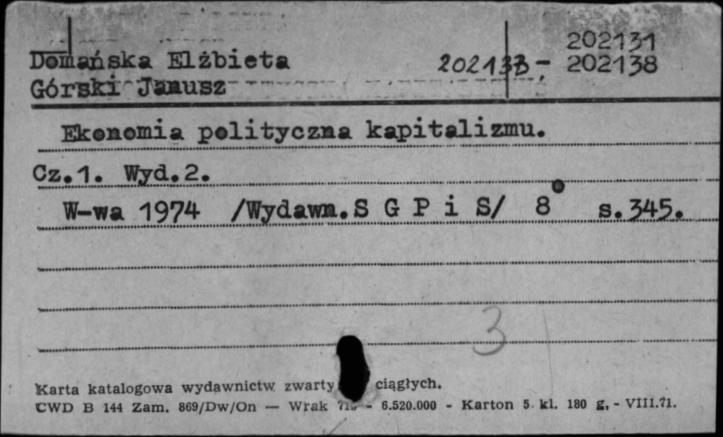 202131
Domańska Elżbieta 202133- 202138
Górski Janusz
Ekonomia polityczna kapitalizmu.
Cz.1. Wyd.2.
W-wa 1974 /Wydawn.S G P i S/ 8° s.345.
3
Karta katalogowa wydawnictw zwarty ciągłych.
CWD B 144 Zam. 869/Dw/On — Wrak - 6.520.000 - Karton 5. kl. 180 g. - VIII.71.